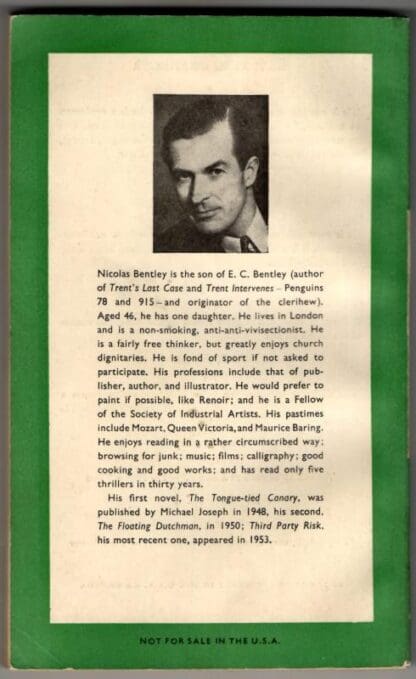 Nicolas Bentley is the son of E. C. Bentley (author
of Trent's Last Case and Trent Intervenes – Penguins
78 and 915 – and originator of the clerihew).
Aged 46, he has one daughter. He lives in London
and is a non-smoking, anti-anti-vivisectionist. He
is a fairly free thinker, but greatly enjoys church
dignitaries. He is fond of sport if not asked to
participate. His professions include that of pub-
lisher, author, and illustrator. He would prefer to
paint if possible, like Renoir; and he is a Fellow
of the Society of Industrial Artists. His pastimes
include Mozart, Queen Victoria, and Maurice Baring.
He enjoys reading in a rather circumscribed way;
browsing for junk; music; films; calligraphy; good
cooking and good works; and has read only five
thrillers in thirty years.
His first novel, The Tongue-tied Canary, was
published by Michael Joseph in 1948, his second,
The Floating Dutchman, in 1950; Third Party Risk,
his most recent one, appeared in 1953.
NOT FOR SALE IN THE U.S.A.